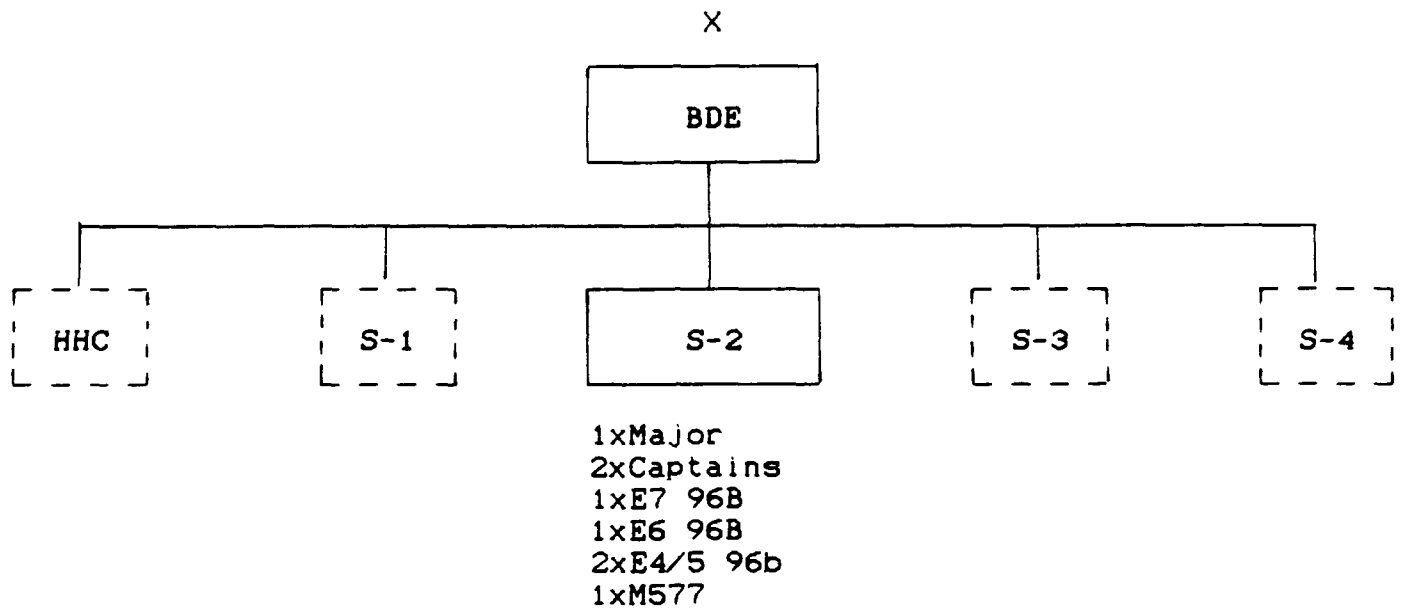 X
BDE
HHC S-1 S-2 S-3 S-4
1xMajor
2xCaptains
1xE7 96B
1xE6 96B
2xE4/5 96b
1xM577